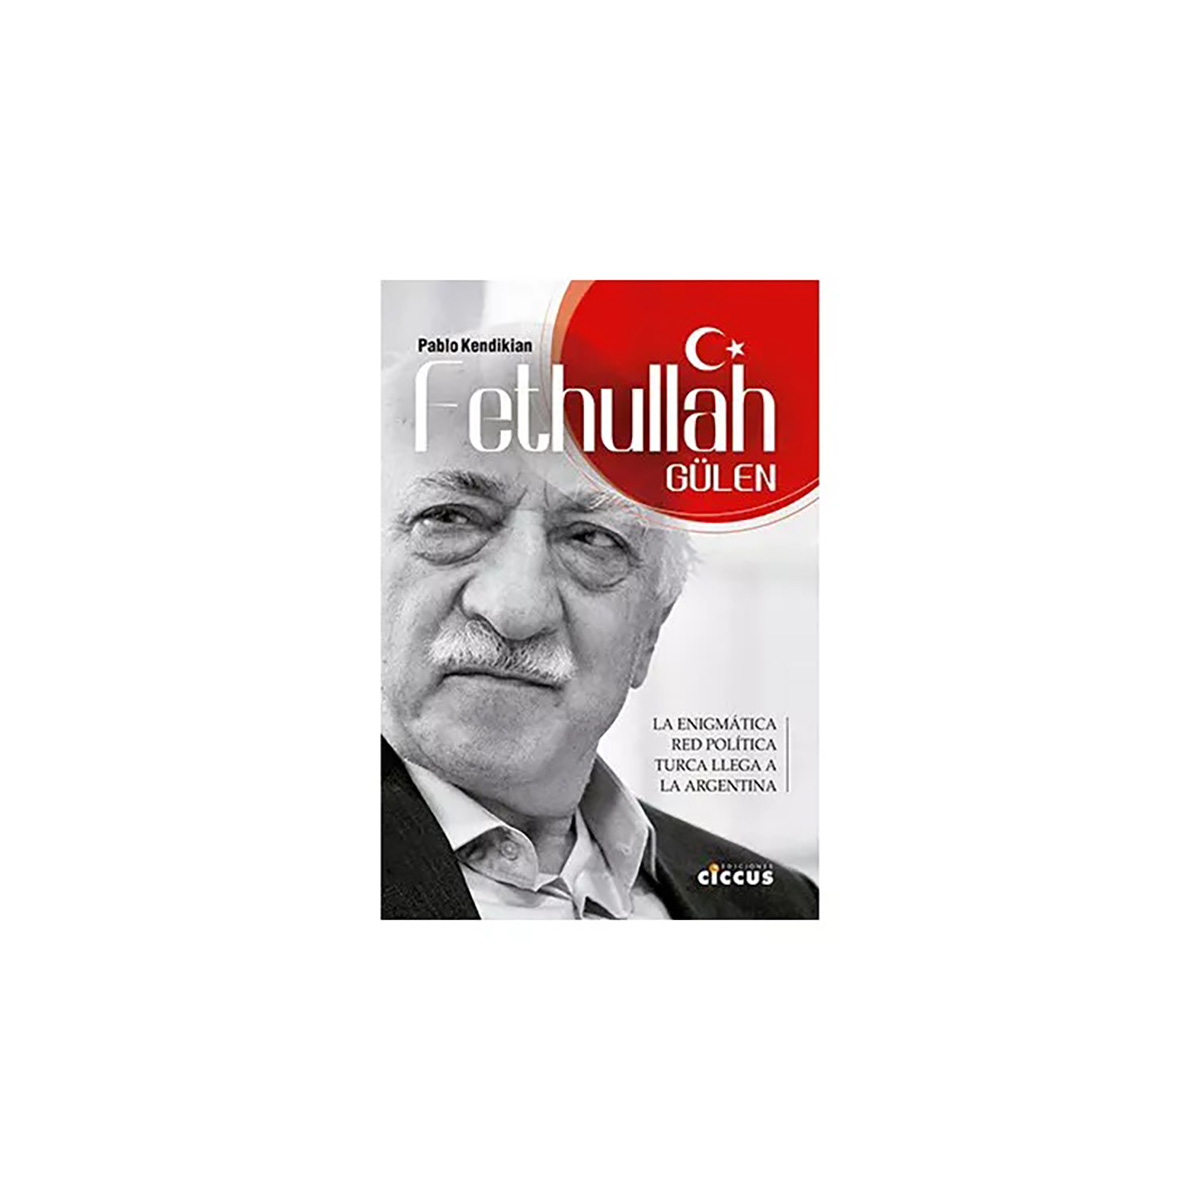 Pablo Kendikian
Fethullah
GÜLEN
LA ENIGMÁTICA
RED POLÍTICA
TURCA LLEGA A
LA ARGENTINA
EDICIONES
CICCUS